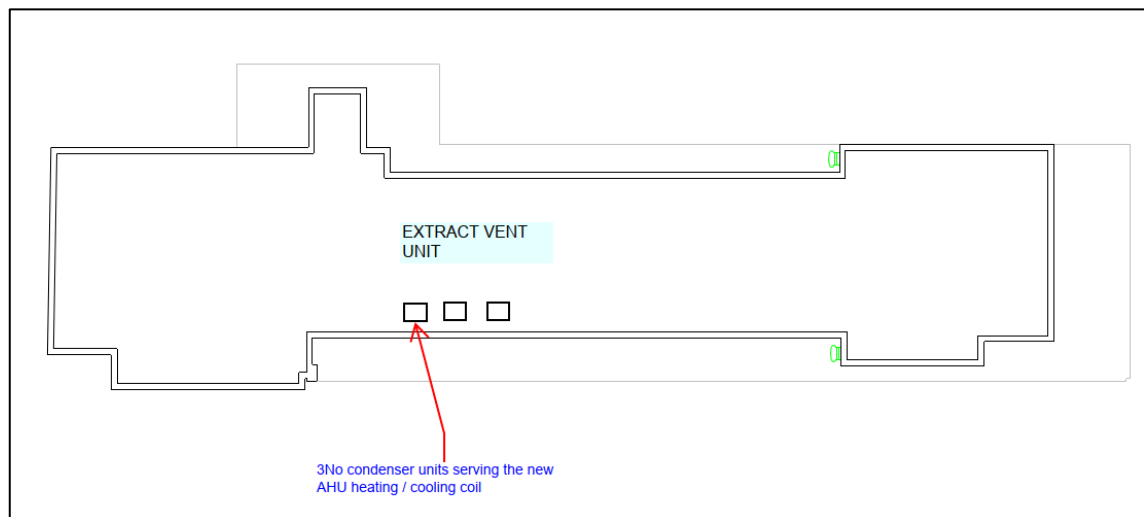 EXTRACT VENT
UNIT
3No condenser units serving the new
AHU heating / cooling coil